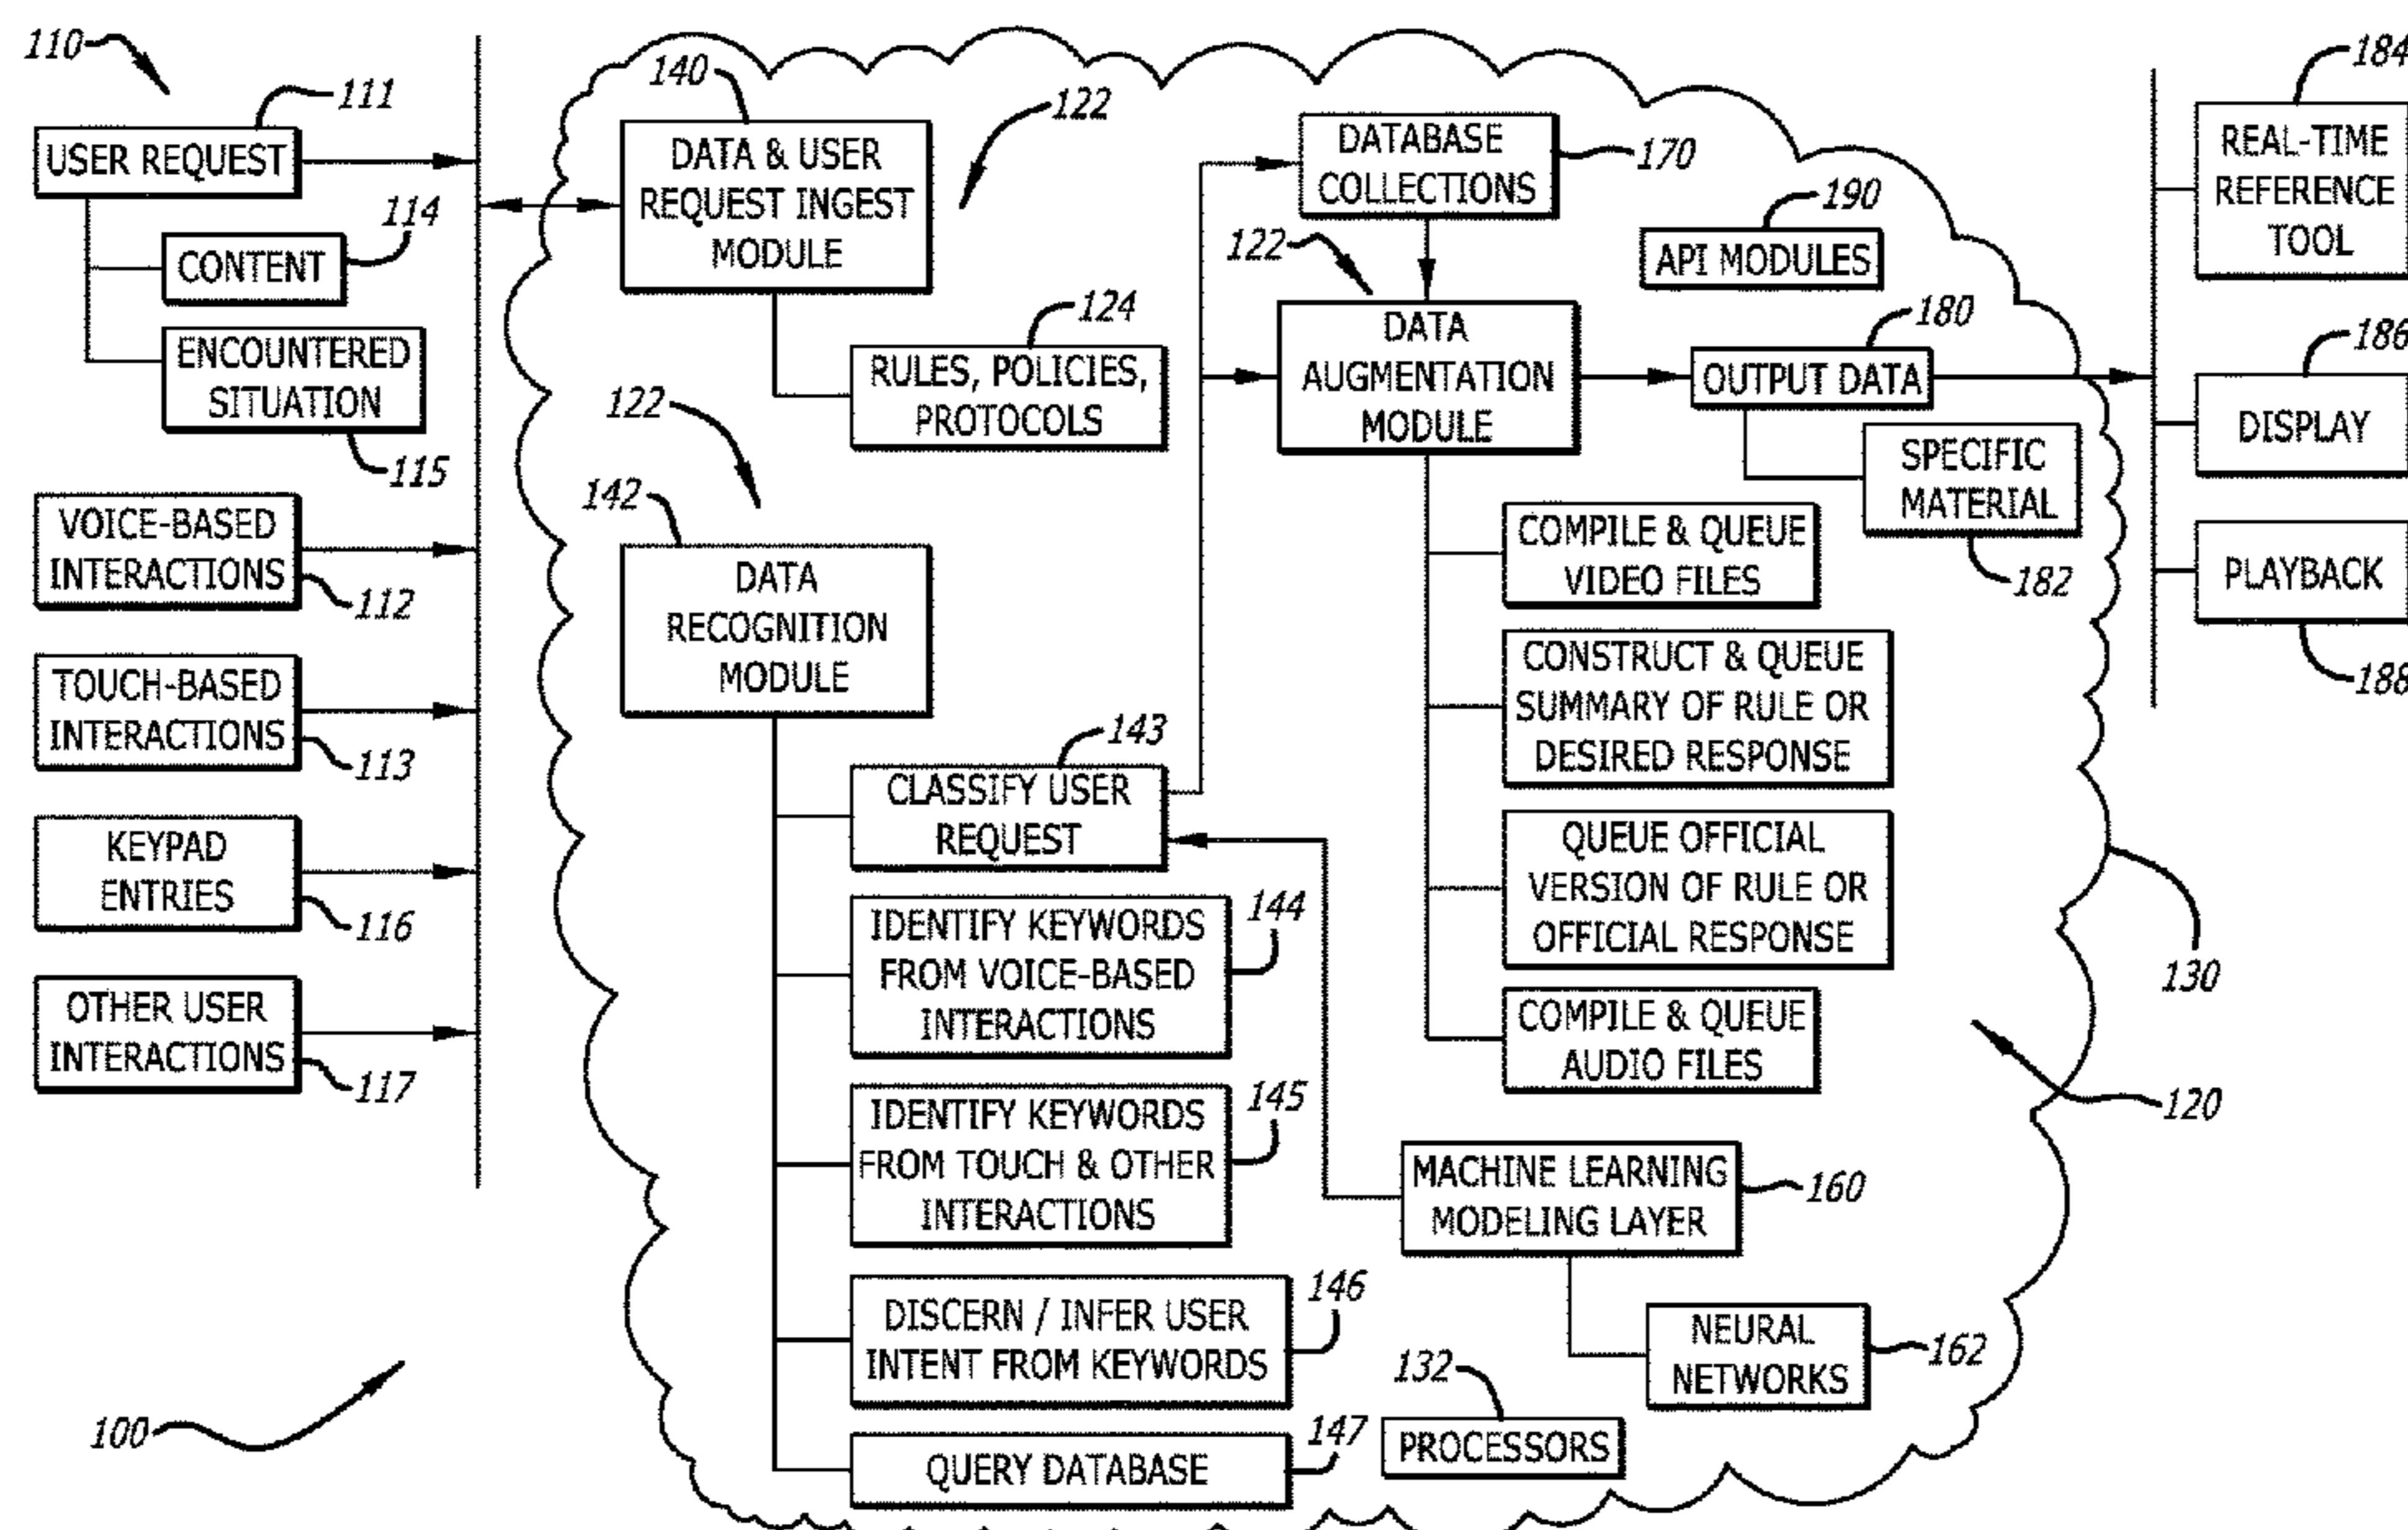 110
111
USER REQUEST
114
CONTENT
ENCOUNTERED
SITUATION
115
VOICE-BASED
INTERACTIONS
112
TOUCH-BASED
INTERACTIONS
113
KEYPAD
ENTRIES
116
OTHER USER
INTERACTIONS
117
100
140
122
DATA & USER
REQUEST INGEST
MODULE
124
RULES, POLICIES,
PROTOCOLS
122
142
DATA
RECOGNITION
MODULE
143
CLASSIFY USER
REQUEST
144
IDENTIFY KEYWORDS
FROM VOICE-BASED
INTERACTIONS
145
IDENTIFY KEYWORDS
FROM TOUCH & OTHER
INTERACTIONS
146
DISCERN / INFER USER
INTENT FROM KEYWORDS
147
QUERY DATABASE
DATABASE
COLLECTIONS
170
190
API MODULES
122
DATA
AUGMENTATION
MODULE
180
OUTPUT DATA
SPECIFIC
MATERIAL
182
COMPILE & QUEUE
VIDEO FILES
CONSTRUCT & QUEUE
SUMMARY OF RULE OR
DESIRED RESPONSE
QUEUE OFFICIAL
VERSION OF RULE OR
OFFICIAL RESPONSE
COMPILE & QUEUE
AUDIO FILES
130
120
MACHINE LEARNING
MODELING LAYER
160
NEURAL
NETWORKS
162
132
PROCESSORS
184
REAL-TIME
REFERENCE
TOOL
186
DISPLAY
PLAYBACK
188